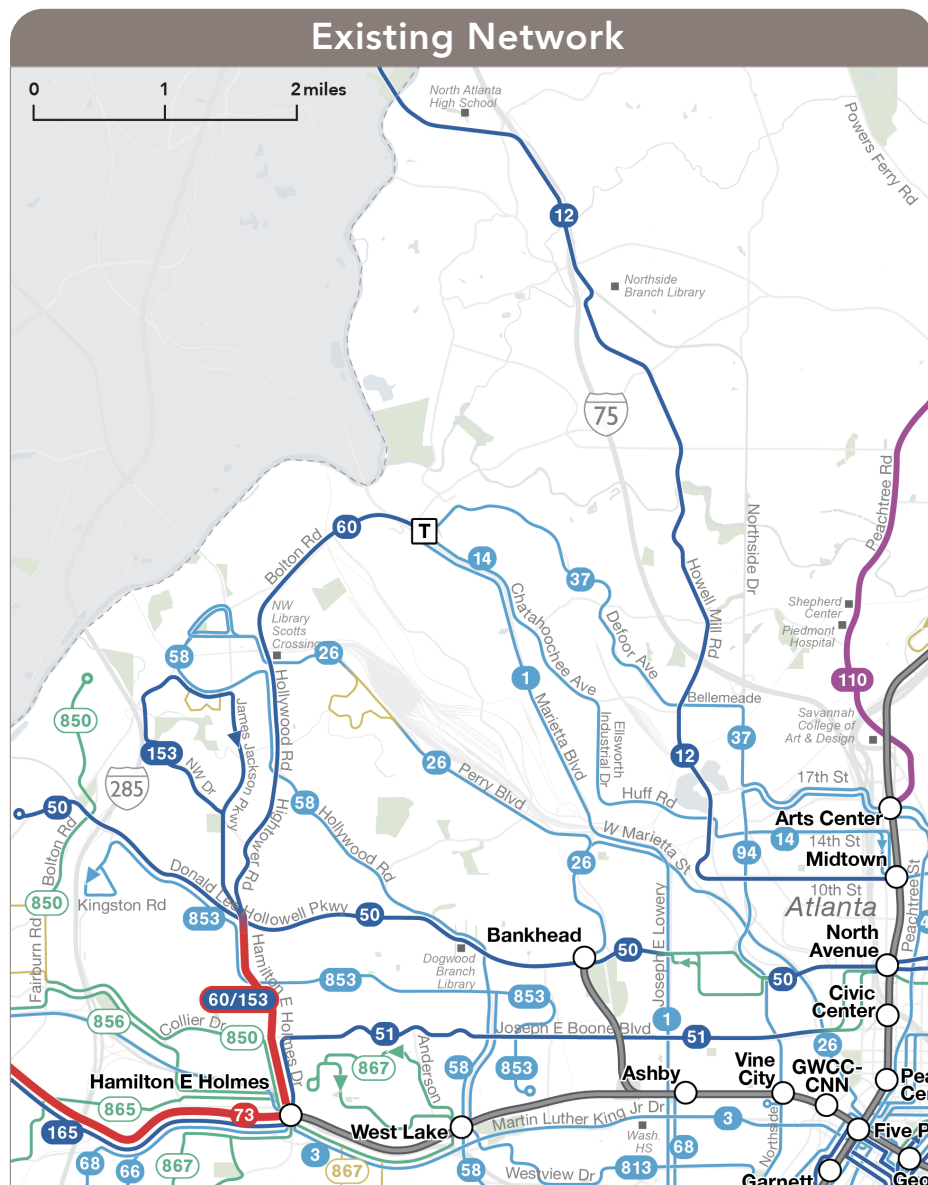 Existing Network
0 1 2 miles
North Atlanta
High School
Powers Ferry Rd
12
Northside
Branch Library
75
Peachtree Rd
60
T
Bolton Rd
14
37
Northside Dr
Howell Mill Rd
Chatahoochee Ave
Defoor Ave
NW
Library
Scotts
Crossing
Shepherd
Center
Piedmont
Hospital
58
26
1
110
850
Hollywood Rd
James Jackson Pkwy
Marietta Blvd
Ellsworth
Industrial Dr
Bellemeade
Savannah
College of
Art & Design
153
37
12
26
285
NW Dr
Perry Blvd
17th St
50
58
Hightower Rd
Hollywood Rd
Huff Rd
Arts Center
Bolton Rd
W Marietta St
94
14
14th St
Midtown
26
Donald Lee Hollowell Pkwy
10th St
Atlanta
Peachtree St
850
Kingston Rd
853
50
Joseph E Lowery
North
Avenue
Bankhead
50
Fairburn Rd
Hamilton E Holmes Dr
Dogwood
Branch
Library
853
853
50
60/153
Civic
Center
856
Collier Dr
850
51
Joseph E Boone Blvd
1
51
26
867
Anderson
58
853
Ashby
Vine
City
GWCC-
CNN
Pea
Cen
Hamilton E Holmes
865
73
West Lake
Martin Luther King Jr Dr
3
Northside
Five P
165
Wash.
HS
68
66
867
3
867
58
Westview Dr
813
68
Garnett
Geo